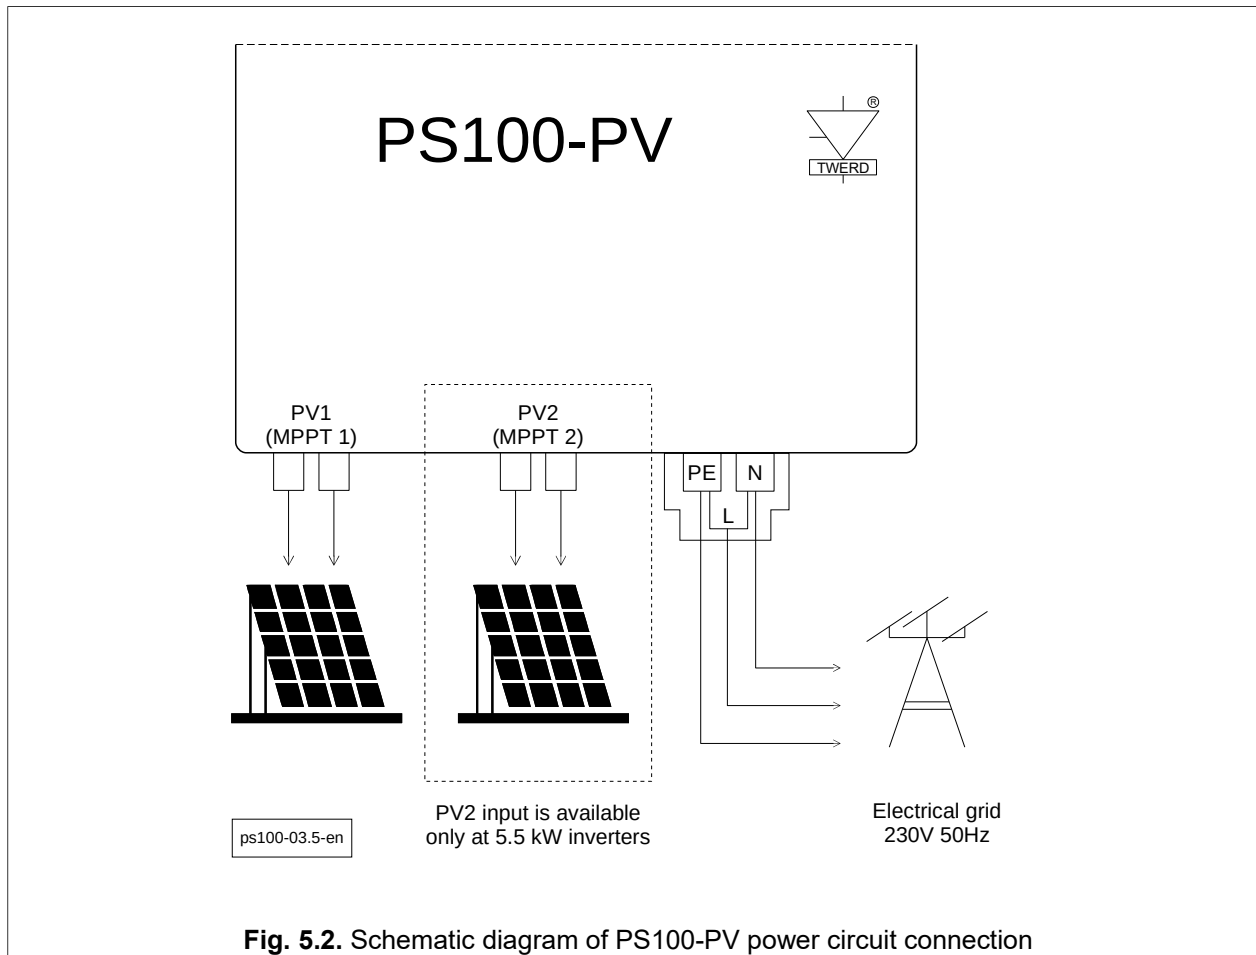 PS100-PV
®
TWERD
PV1
(MPPT 1)
PV2
(MPPT 2)
PE
N
L
PV2 input is available
only at 5.5 kW inverters
Electrical grid
230V 50Hz
ps100-03.5-en
Fig. 5.2. Schematic diagram of PS100-PV power circuit connection